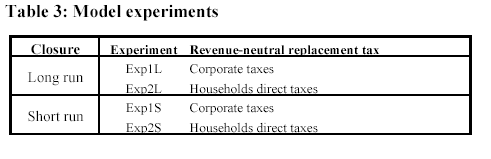 Table 3: Model experiments
Closure Experiment Revenue-neutral replacement tax
Long run
Exp1L Corporate taxes
Exp2L Households direct taxes
Short run
Exp1S Corporate taxes
Exp2S Households direct taxes